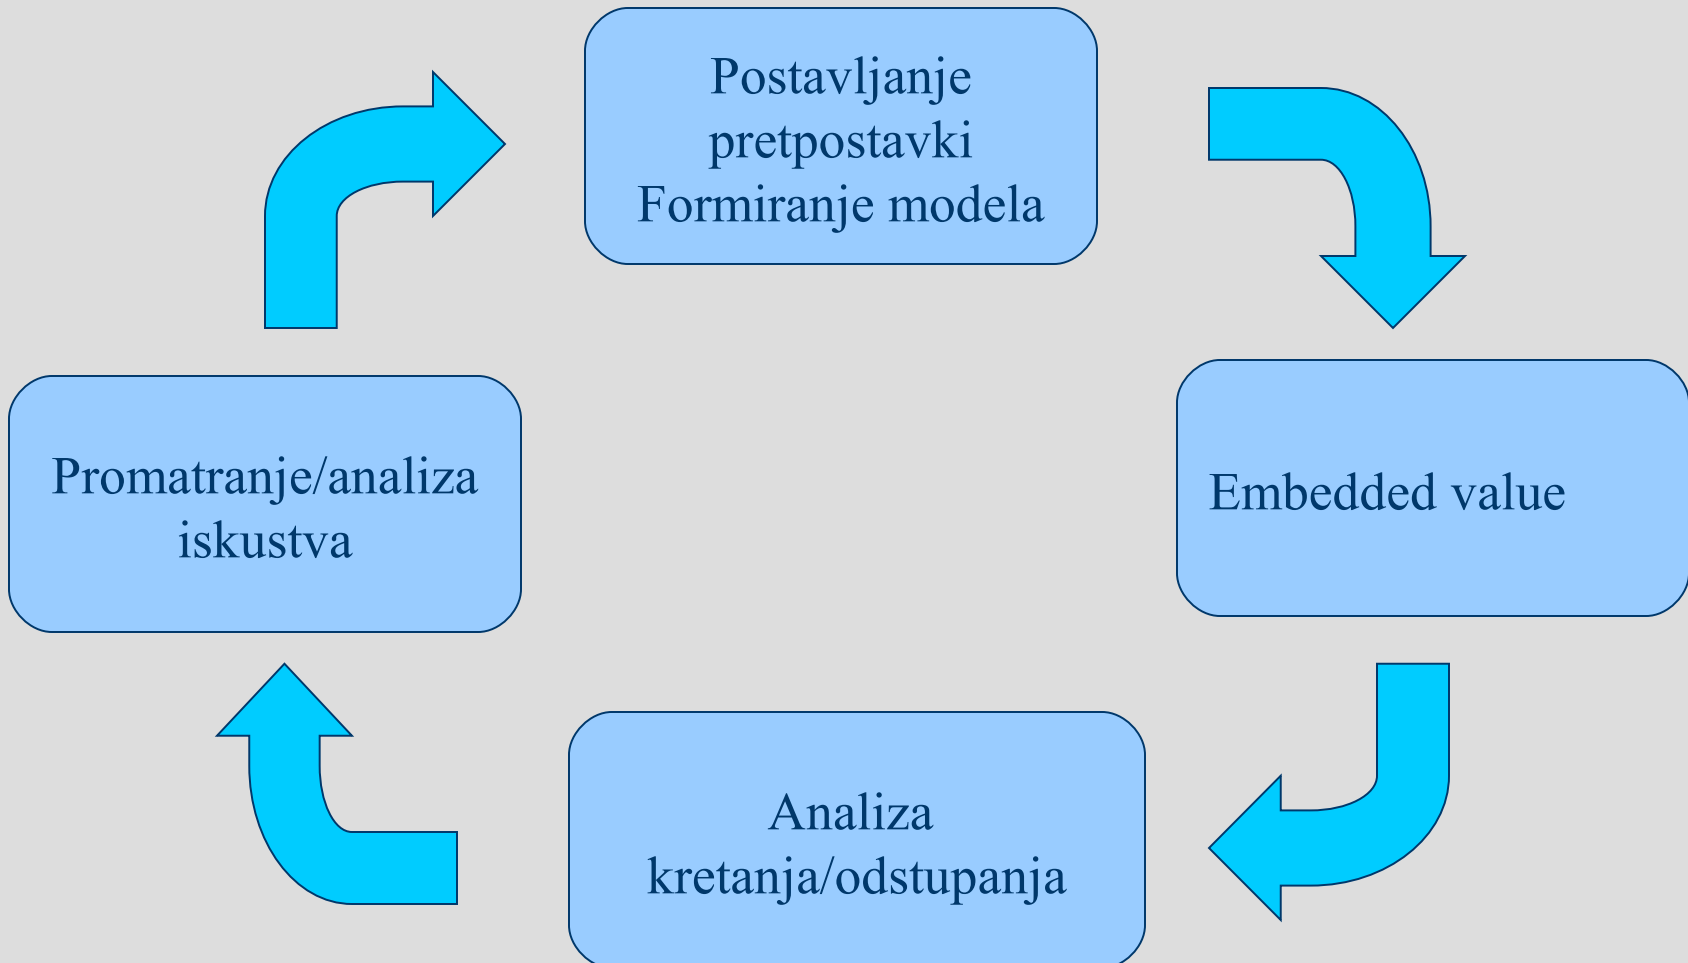 Postavljanje
pretpostavki
Formiranje modela
Promatranje/analiza
iskustva
Embedded value
Analiza
kretanja/odstupanja